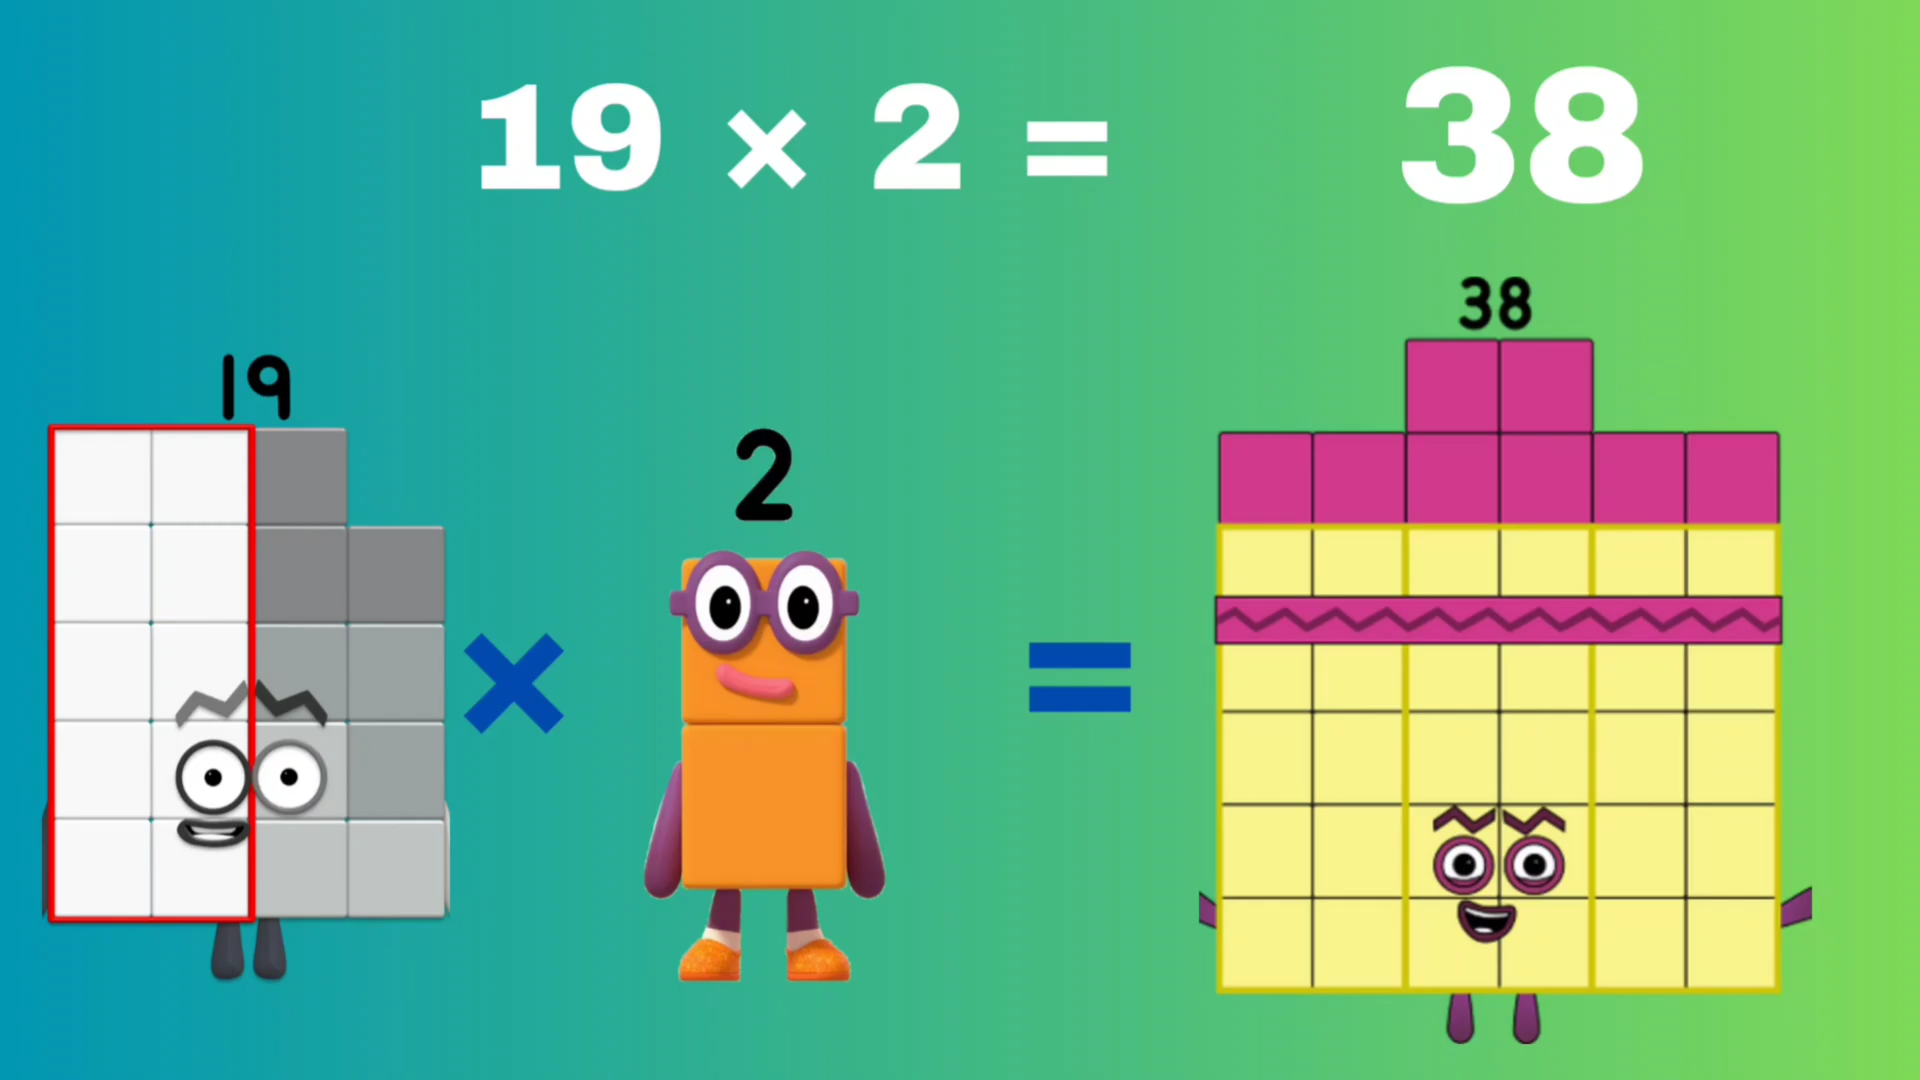 19 × 2 = 38
38
19
2
× =